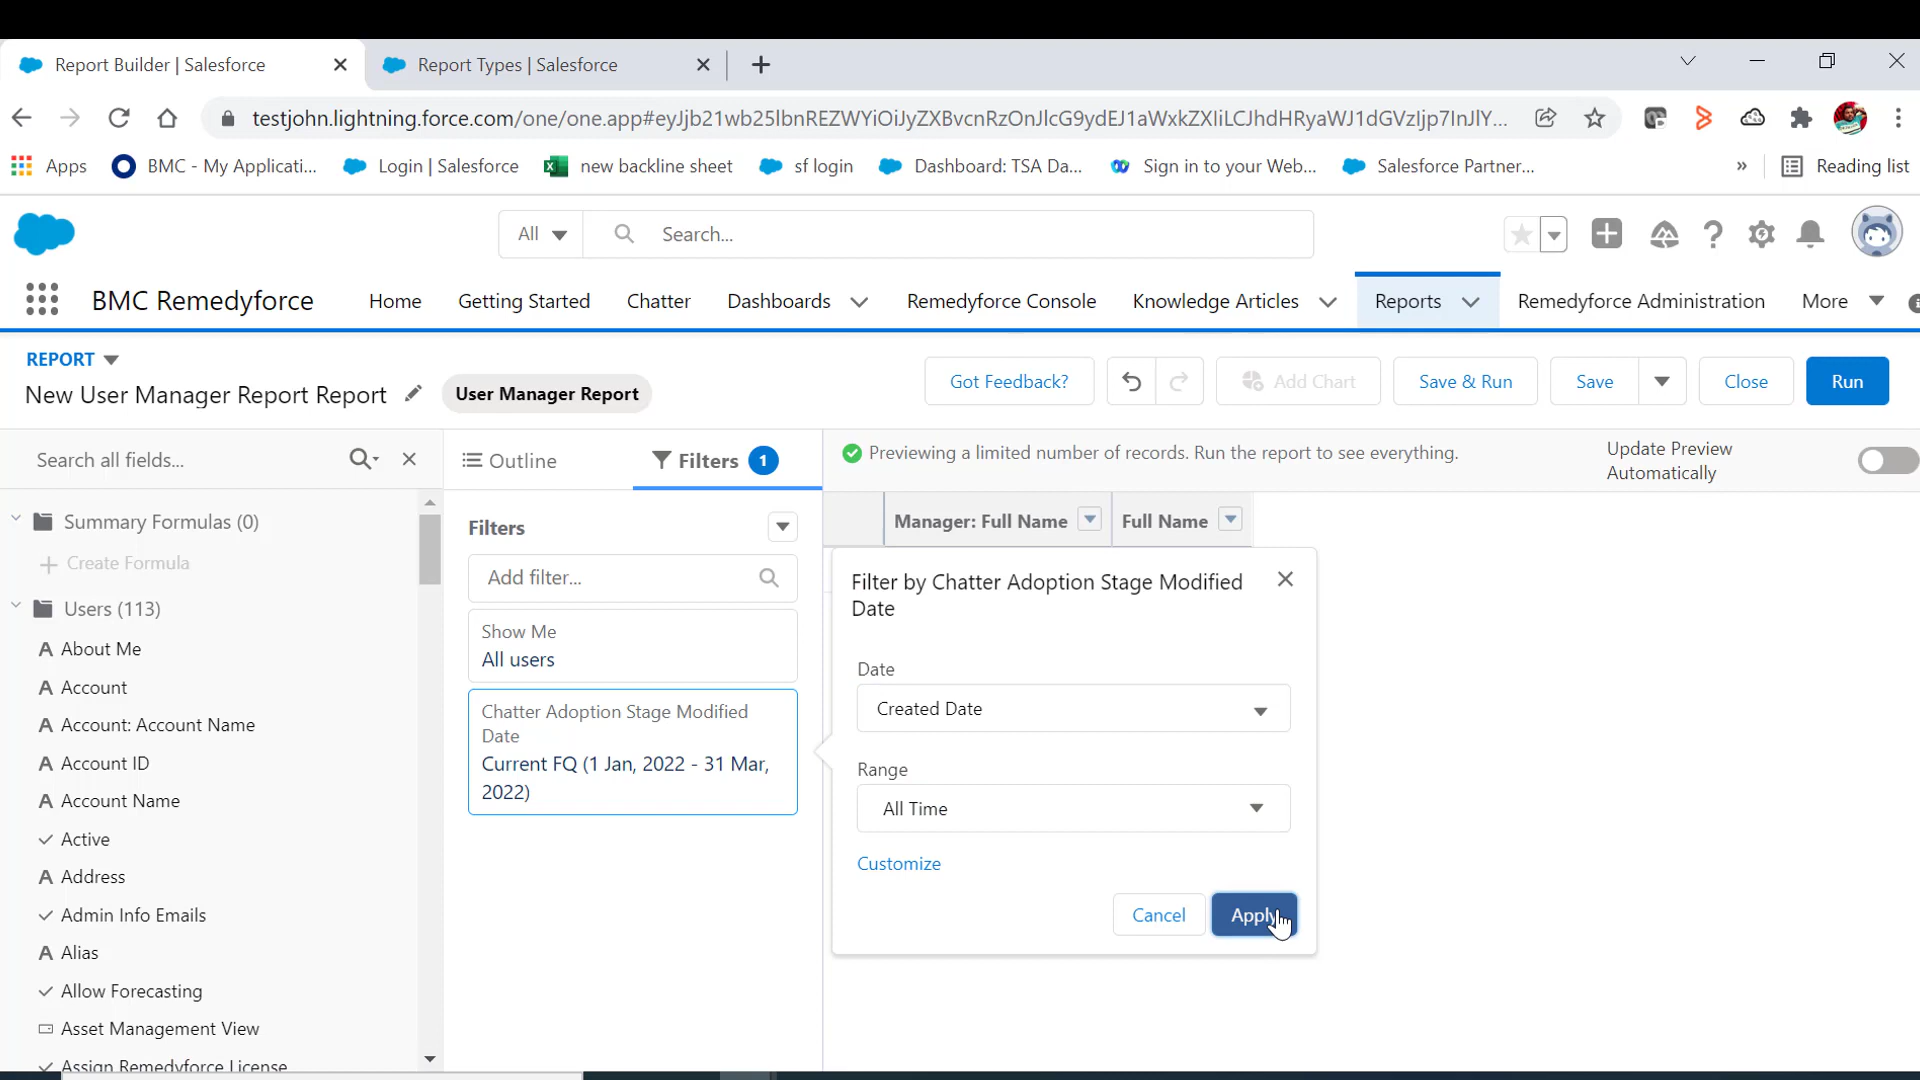 Report Builder | Salesforce
Report Types | Salesforce
testjohn.lightning.force.com/one/one.app#eyJjb21wb25lbnREZWYiOiJyZXBvcnRzOnJlcG9ydEJ1aWxkZXIiLCJhdHRyaWJ1dGVzIjp7InJlY...
Apps
BMC - My Applicati...
Login | Salesforce
new backline sheet
sf login
Dashboard: TSA Da...
Sign in to your Web...
Salesforce Partner...
»
Reading list
All
Search...
BMC Remedyforce
Home
Getting Started
Chatter
Dashboards
Remedyforce Console
Knowledge Articles
Reports
Remedyforce Administration
More
REPORT
New User Manager Report Report
User Manager Report
Got Feedback?
Add Chart
Save & Run
Save
Close
Run
Search all fields...
Outline
Filters 1
Previewing a limited number of records. Run the report to see everything.
Update Preview
Automatically
Summary Formulas (0)
Create Formula
Users (113)
About Me
Account
Account: Account Name
Account ID
Account Name
Active
Address
Admin Info Emails
Alias
Allow Forecasting
Asset Management View
Assign Remedyforce License
Filters
Add filter...
Show Me
All users
Chatter Adoption Stage Modified
Date
Current FQ (1 Jan, 2022 - 31 Mar,
2022)
Manager: Full Name
Full Name
Filter by Chatter Adoption Stage Modified
Date
Date
Created Date
Range
All Time
Customize
Cancel
Apply